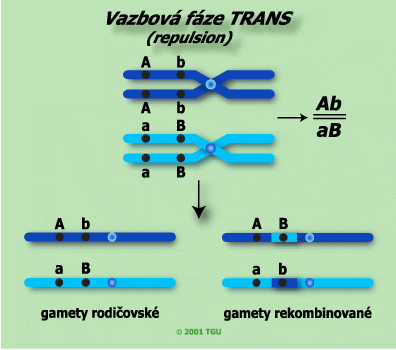 Vazbová fáze TRANS
(repulsion)
A b
A b
Ab
aB
a B
a B
A b
A B
a B
a b
gamety rodičovské
gamety rekombinované
© 2001 TGU